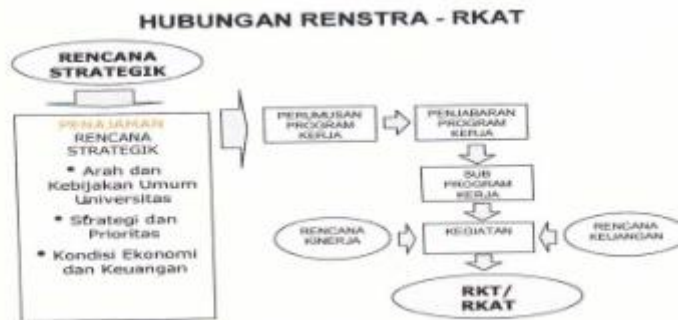 HUBUNGAN RENSTRA - RKAT
RENCANA
STRATEGIK
PENAJAMAN
RENCANA
STRATEGIK
* Arah dan
Kebijakan Umum
Universitas
* Strategi dan
Prioritas
* Kondisi Ekonomi
dan Keuangan
PERUMUSAN
PROGRAM
KERJA
PENJABARAN
PROGRAM
KERJA
SUB
PROGRAM
KERJA
RENCANA
KINERJA
KEGIATAN
RENCANA
KEUANGAN
RKT/
RKAT